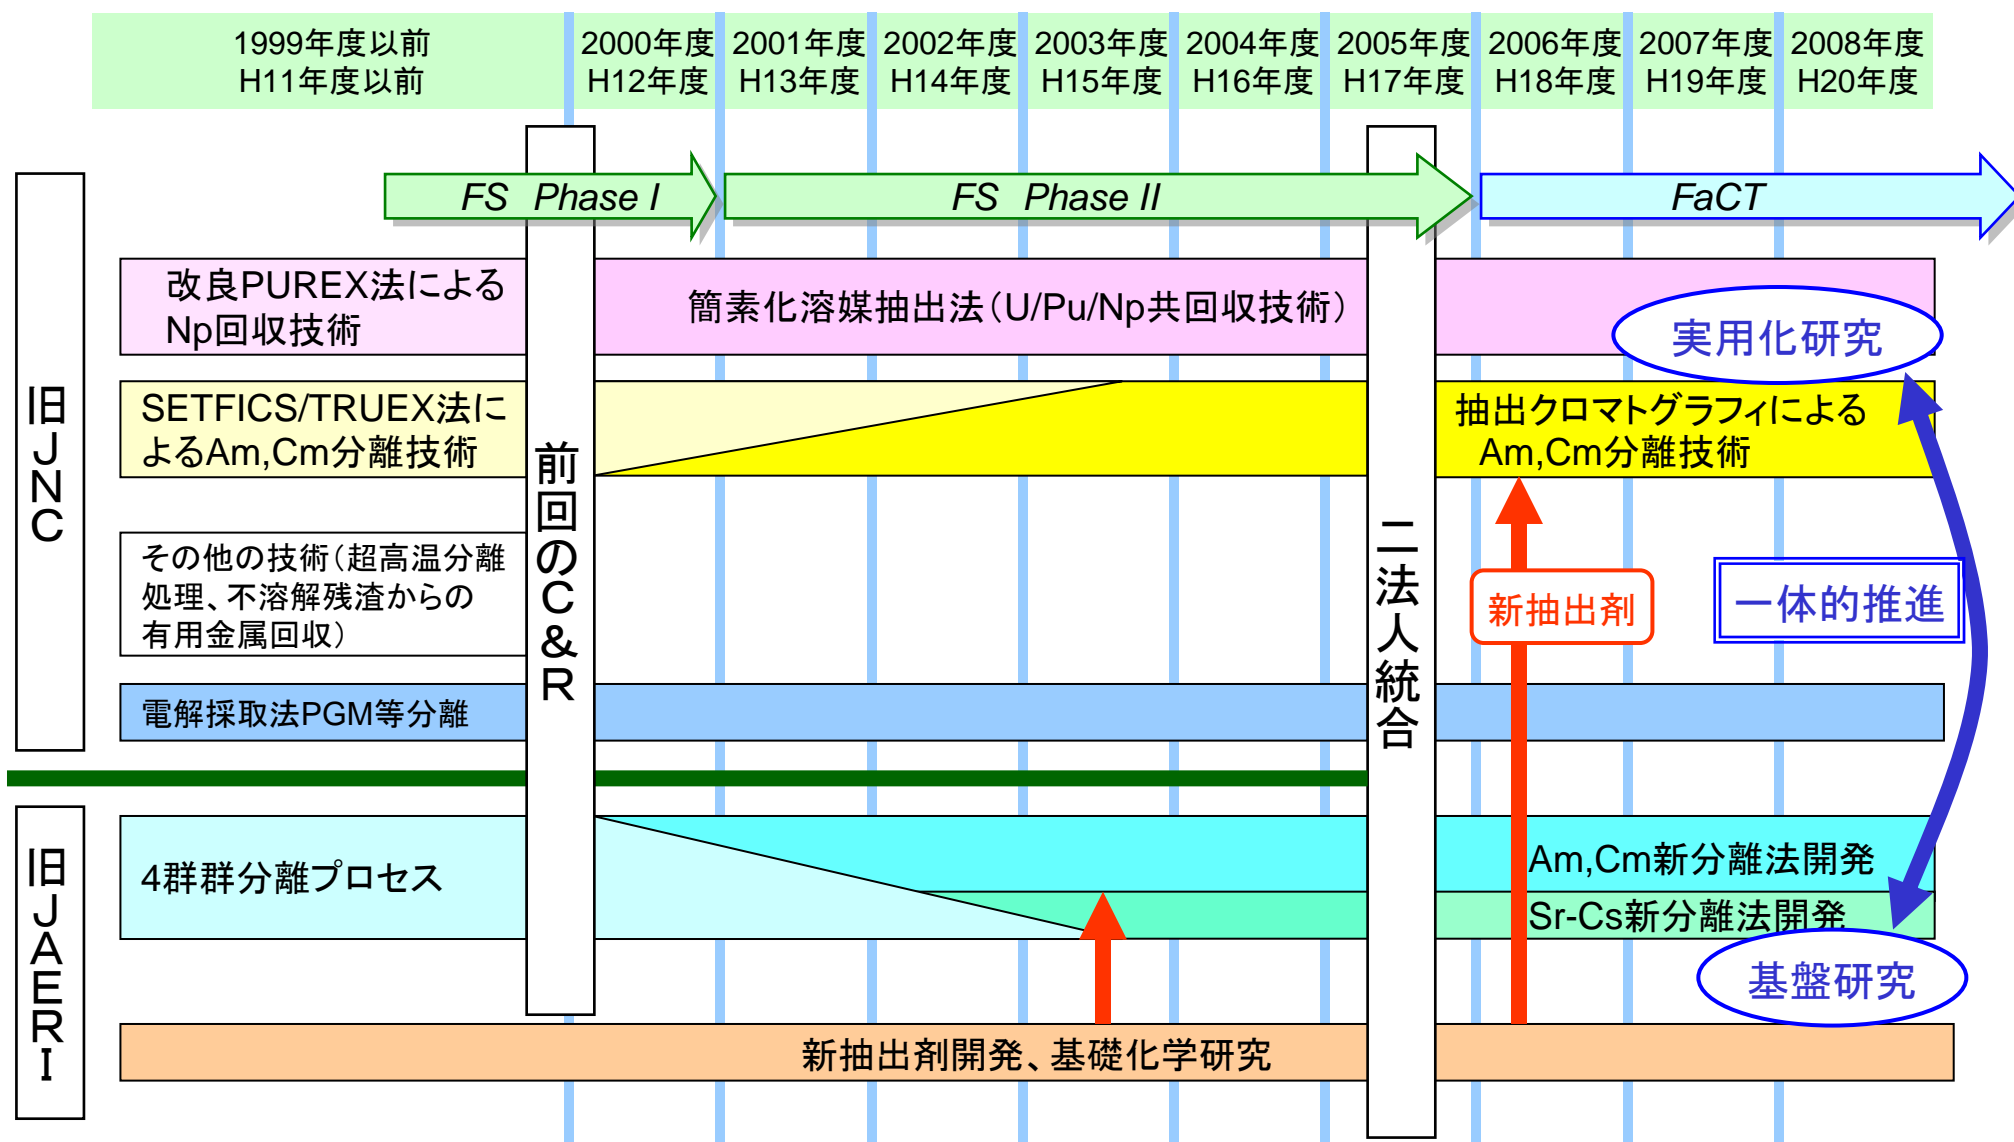 1999年度以前
H11年度以前
2000年度
H12年度
2001年度
H13年度
2002年度
H14年度
2003年度
H15年度
2004年度
H16年度
2005年度
H17年度
2006年度
H18年度
2007年度
H19年度
2008年度
H20年度
FS Phase I
FS Phase II
FaCT
旧JNC
改良PUREX法による
Np回収技術
簡素化溶媒抽出法（U/Pu/Np共回収技術）
実用化研究
SETFICS/TRUEX法に
よるAm,Cm分離技術
抽出クロマトグラフィによる
Am,Cm分離技術
前回のC&R
二法人統合
その他の技術（超高温分離
処理、不溶解残渣からの
有用金属回収）
新抽出剤
一体的推進
電解採取法PGM等分離
旧JAERI
4群群分離プロセス
Am,Cm新分離法開発
Sr-Cs新分離法開発
基盤研究
新抽出剤開発、基礎化学研究